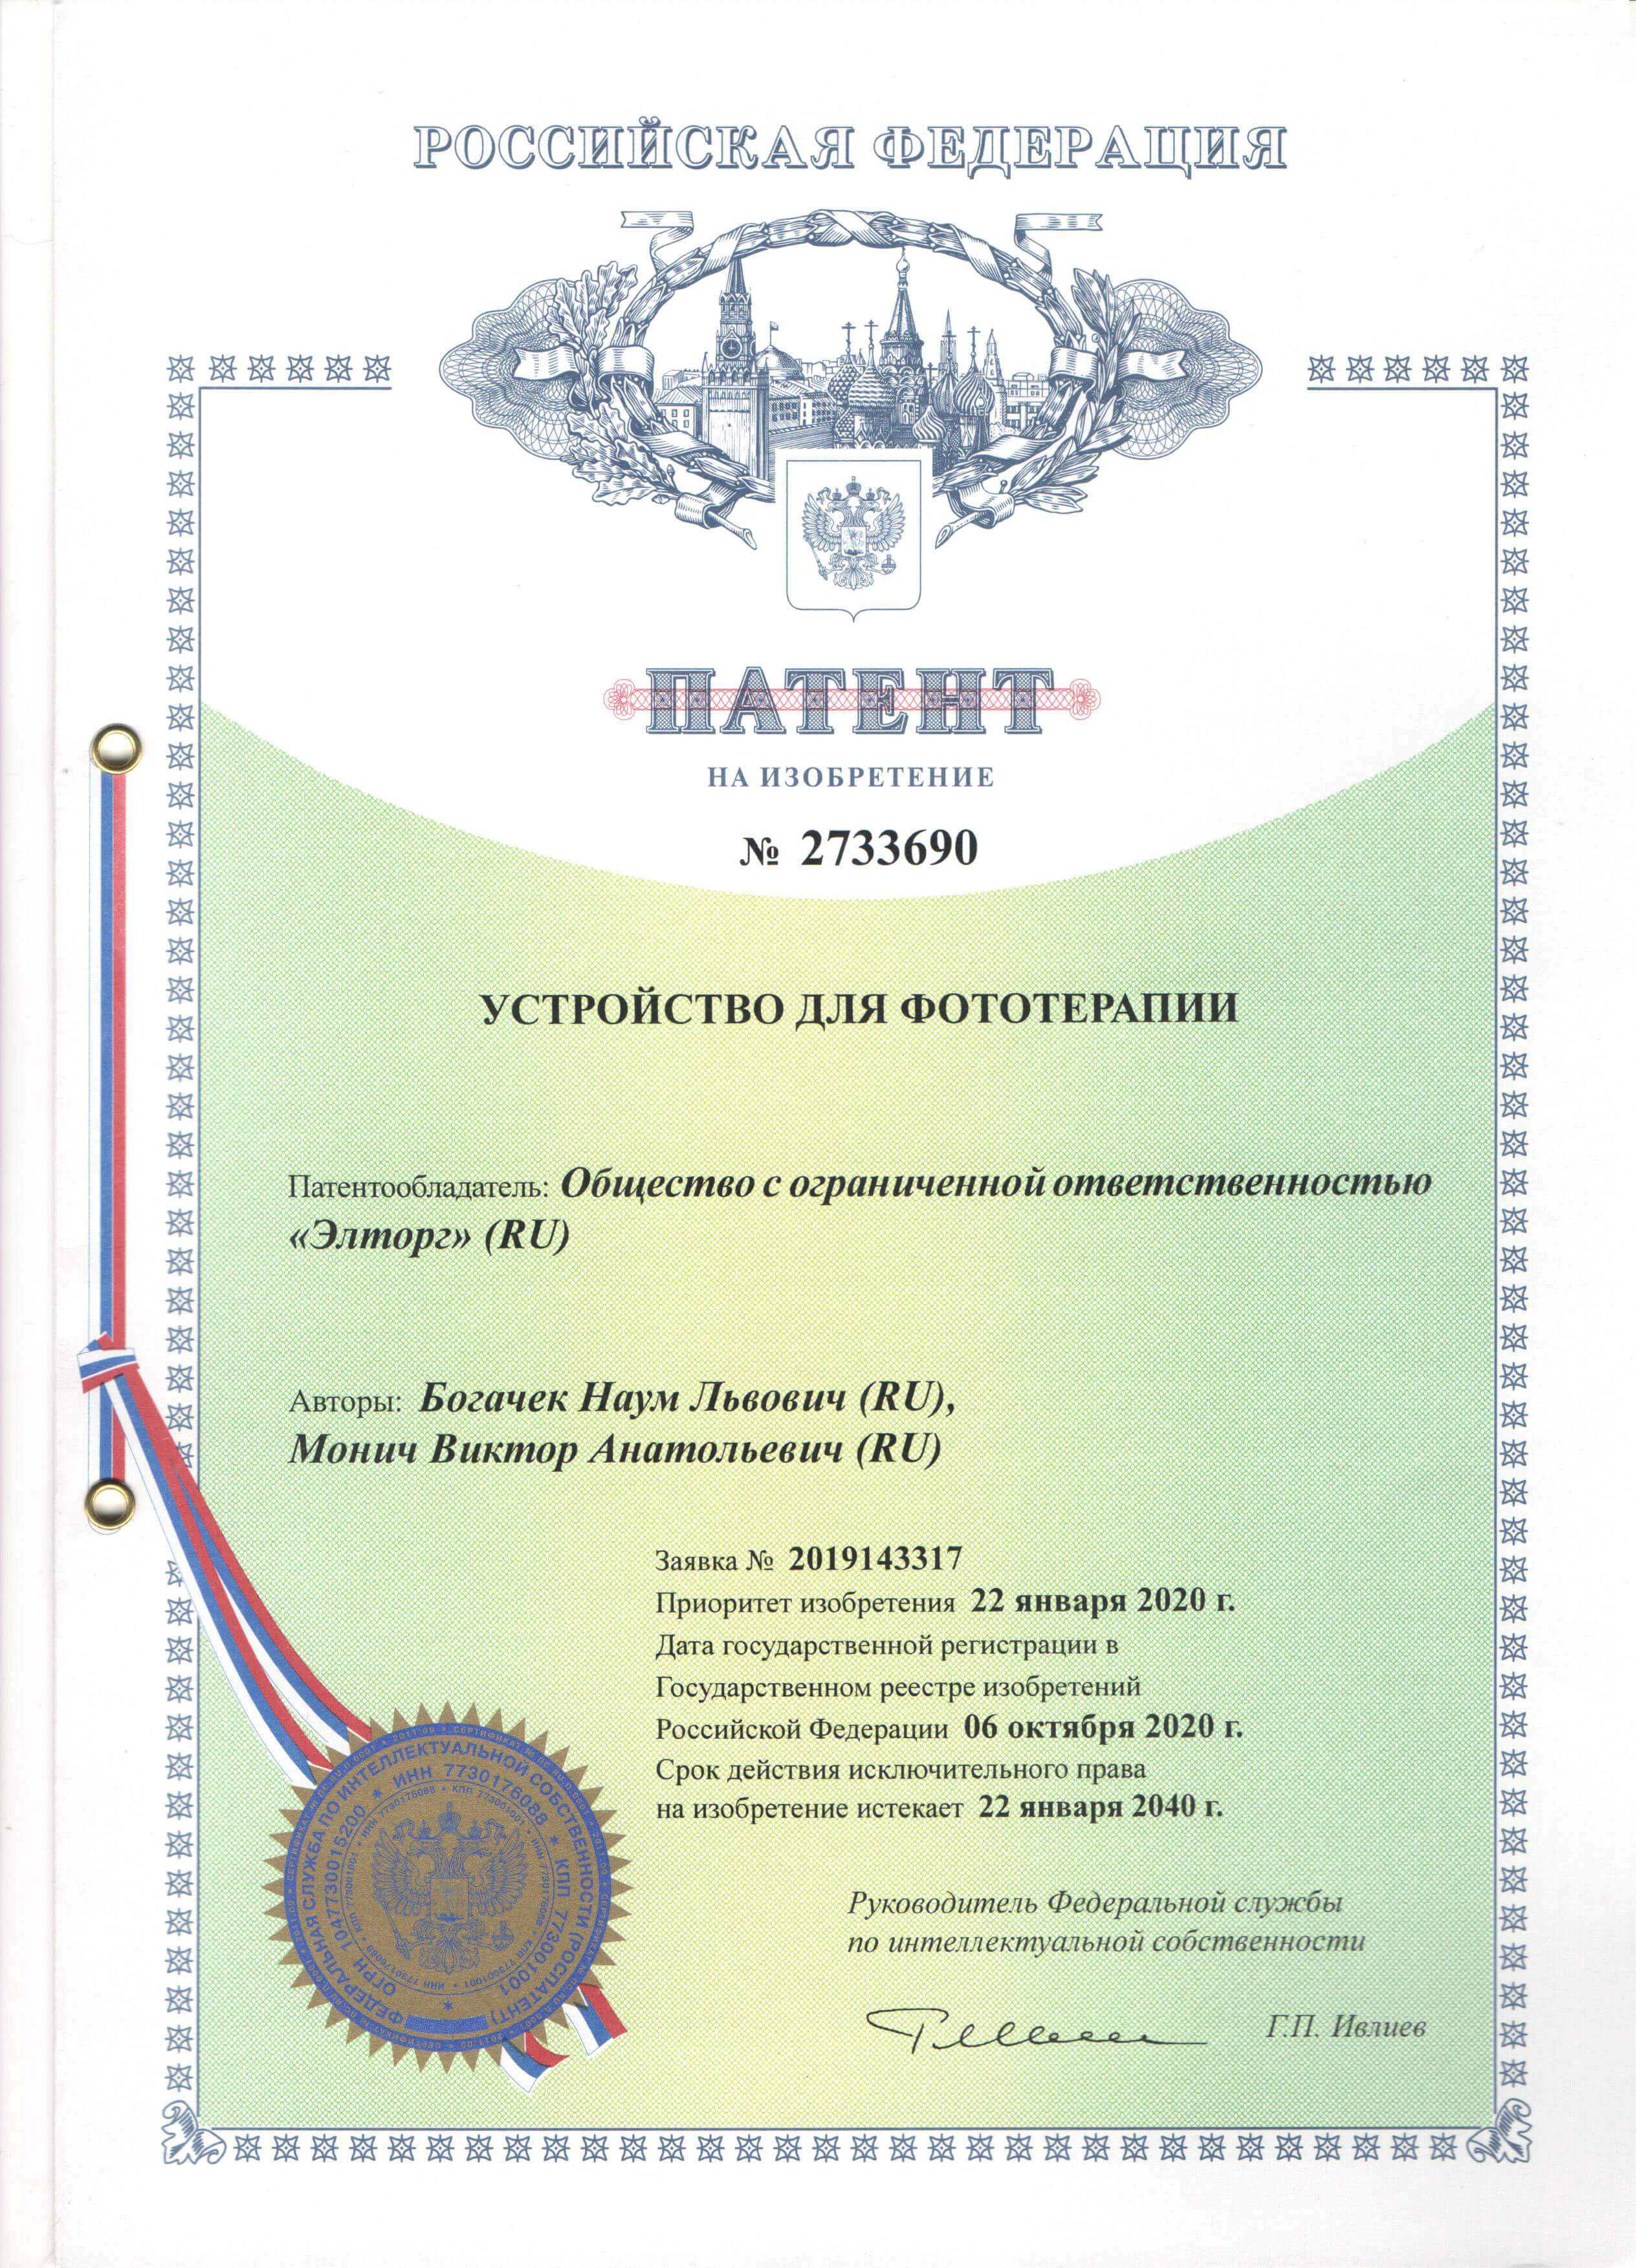 РОССИЙСКАЯ ФЕДЕРАЦИЯ
ПАТЕНТ
НА ИЗОБРЕТЕНИЕ
№ 2733690
УСТРОЙСТВО ДЛЯ ФОТОТЕРАПИИ
Патентообладатель: Общество с ограниченной ответственностью
«Элторг» (RU)
Авторы: Богачек Наум Львович (RU),
Монич Виктор Анатольевич (RU)
Заявка № 2019143317
Приоритет изобретения 22 января 2020 г.
Дата государственной регистрации в
Государственном реестре изобретений
Российской Федерации 06 октября 2020 г.
Срок действия исключительного права
на изобретение истекает 22 января 2040 г.
Руководитель Федеральной службы
по интеллектуальной собственности
Г.П. Ивлиев
ФЕДЕРАЛЬНАЯ СЛУЖБА ПО ИНТЕЛЛЕКТУАЛЬНОЙ СОБСТВЕННОСТИ (РОСПАТЕНТ)
ОГРН 1047730015200 * ИНН 7730176088 * КПП 773001001 *